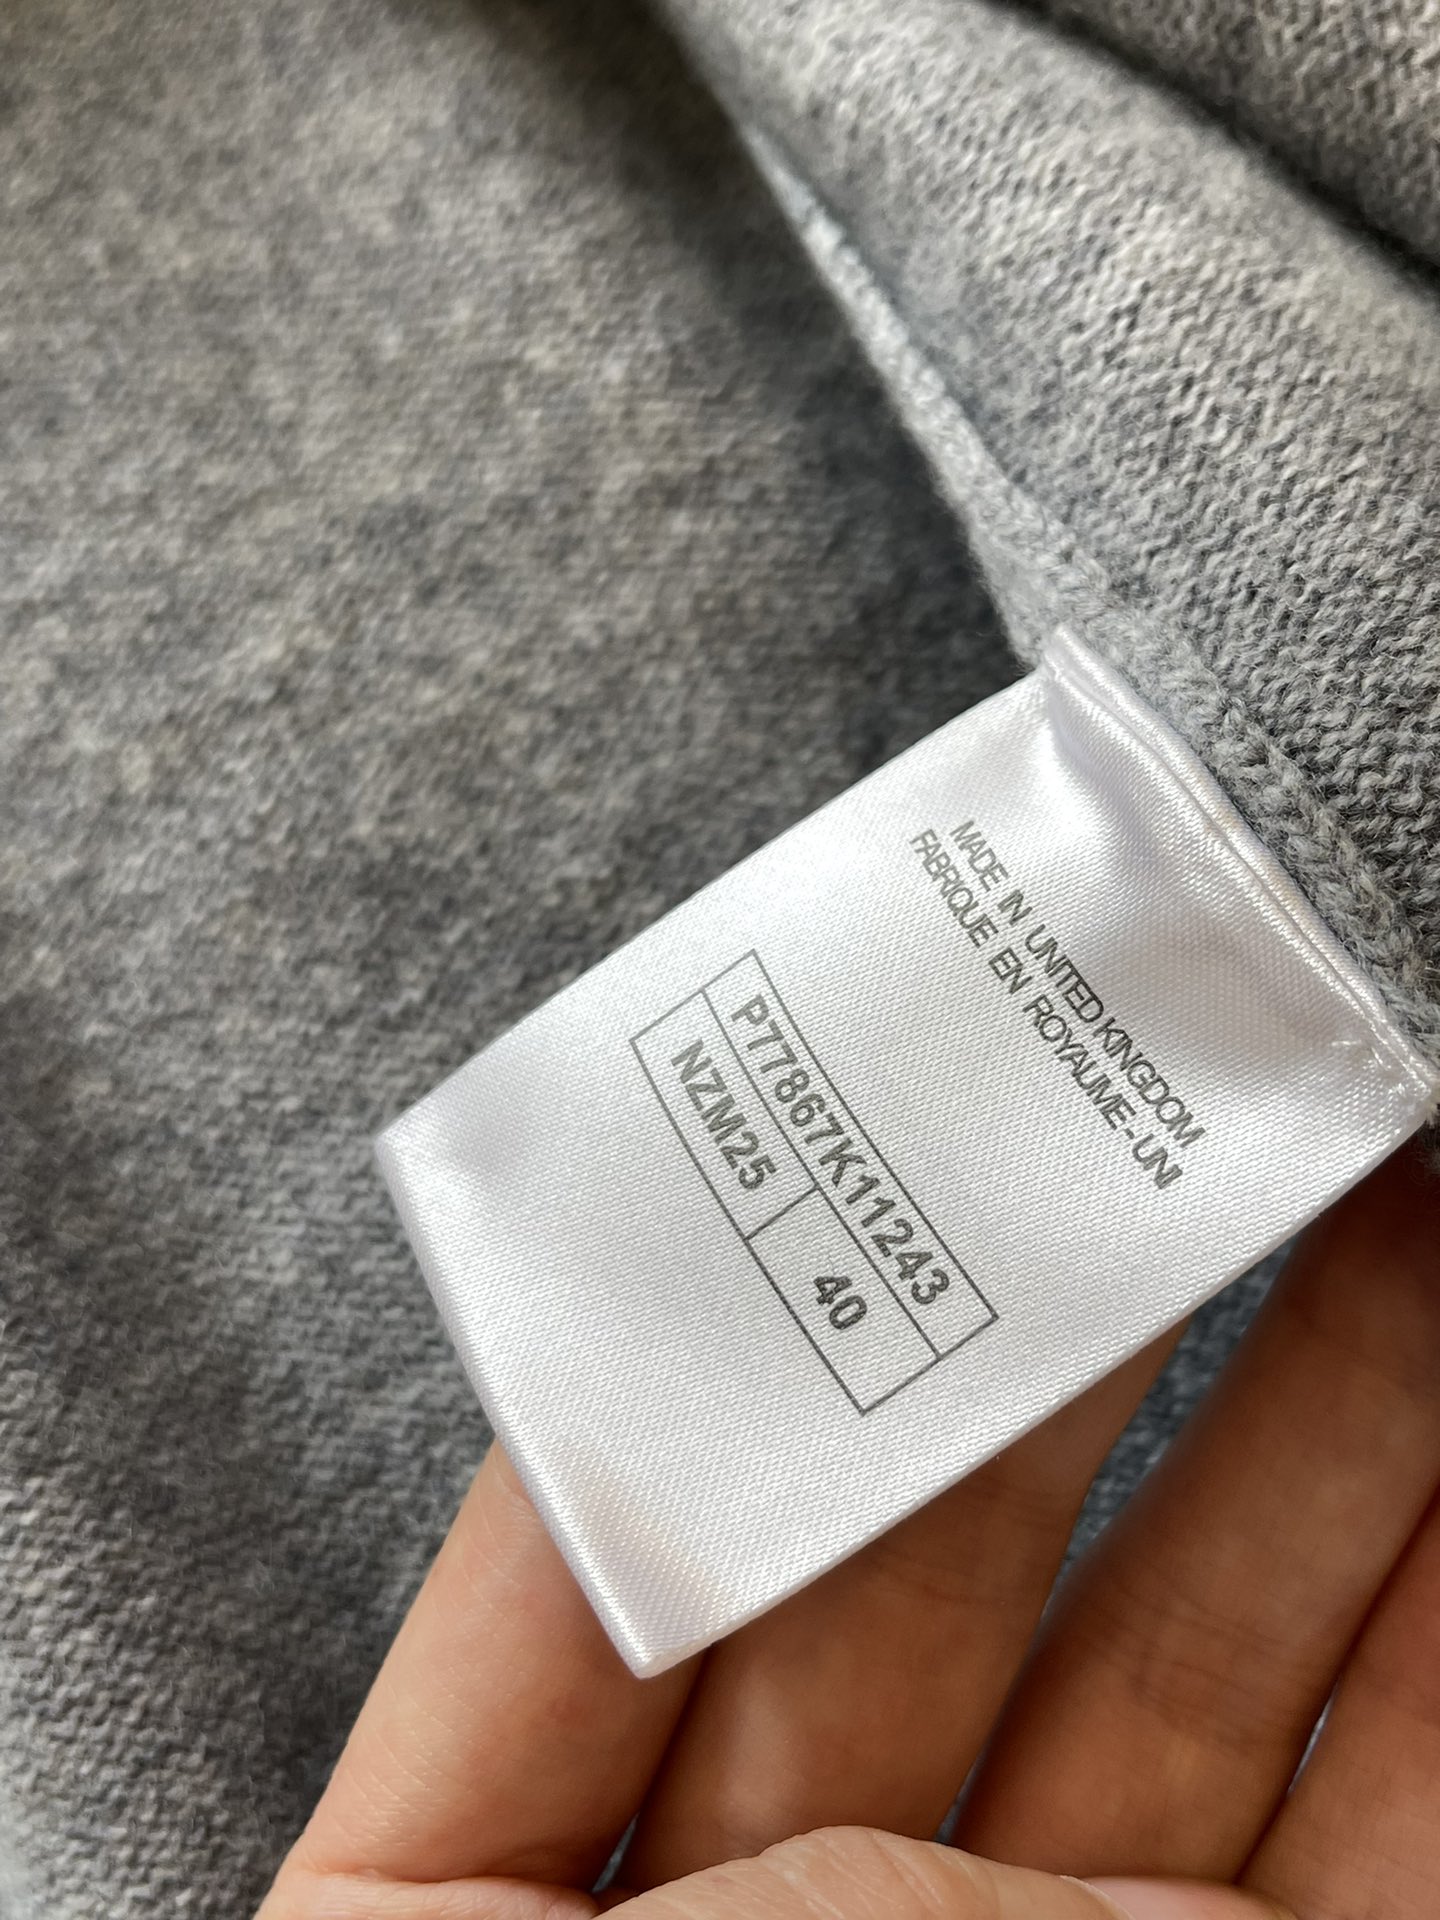 MADE IN UNITED KINGDOM
FABRIQUE EN ROYAUME-UNI
P77867K11243
NZM25 40